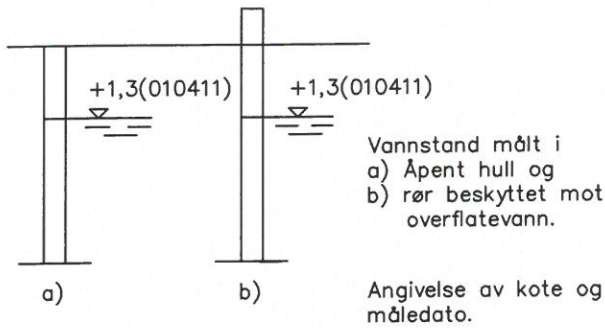 +1,3(010411)
+1,3(010411)
Vannstand målt i
a) Åpent hull og
b) rør beskyttet mot
overflatevann.
a)
b)
Angivelse av kote og
måledato.